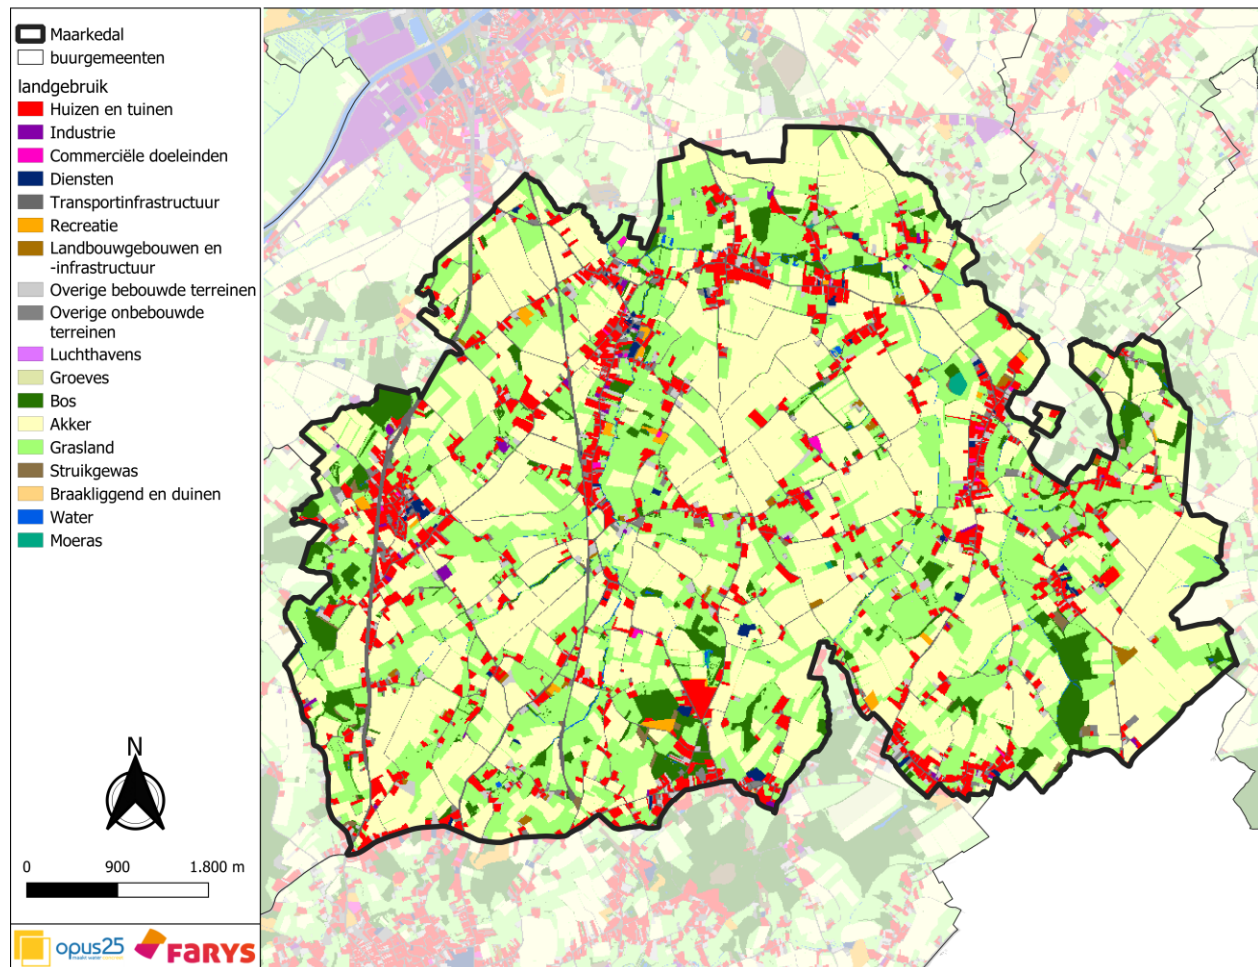 Maarkedal
buurgemeenten
landgebruik
Huizen en tuinen
Industrie
Commerciële doeleinden
Diensten
Transportinfrastructuur
Recreatie
Landbouwgebouwen en
-infrastructuur
Overige bebouwde terreinen
Overige onbebouwde
terreinen
Luchthavens
Groeves
Bos
Akker
Grasland
Struikgewas
Braakliggend en duinen
Water
Moeras
N
0 900 1.800 m
opus25
maakt water
FARYS